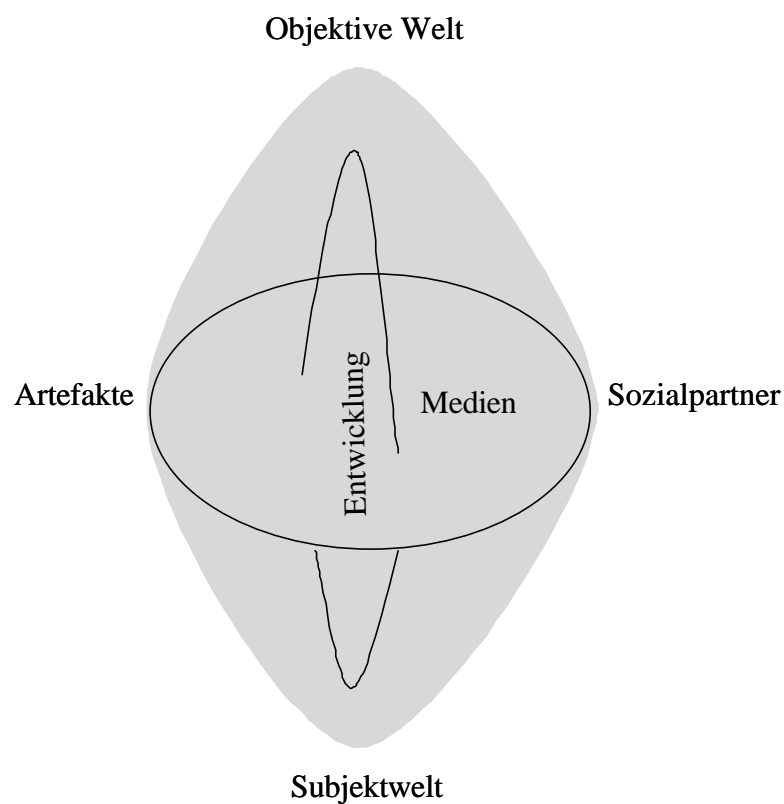 Objektive Welt
Entwicklung
Artefakte
Medien
Sozialpartner
Subjektwelt